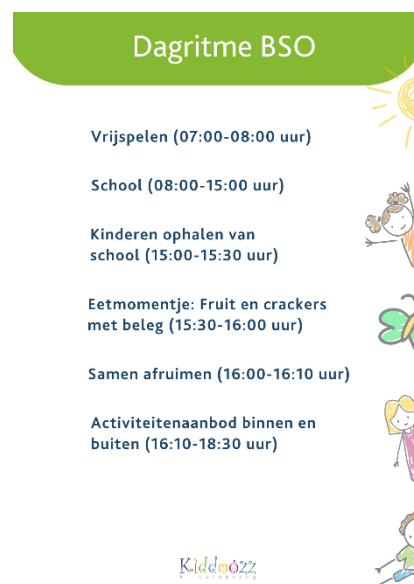 Dagritme BSO
Vrijspelen (07:00-08:00 uur)
School (08:00-15:00 uur)
Kinderen ophalen van
school (15:00-15:30 uur)
Eetmomentje: Fruit en crackers
met beleg (15:30-16:00 uur)
Samen afruimen (16:00-16:10 uur)
Activiteitenaanbod binnen en
buiten (16:10-18:30 uur)
Kiddoozz